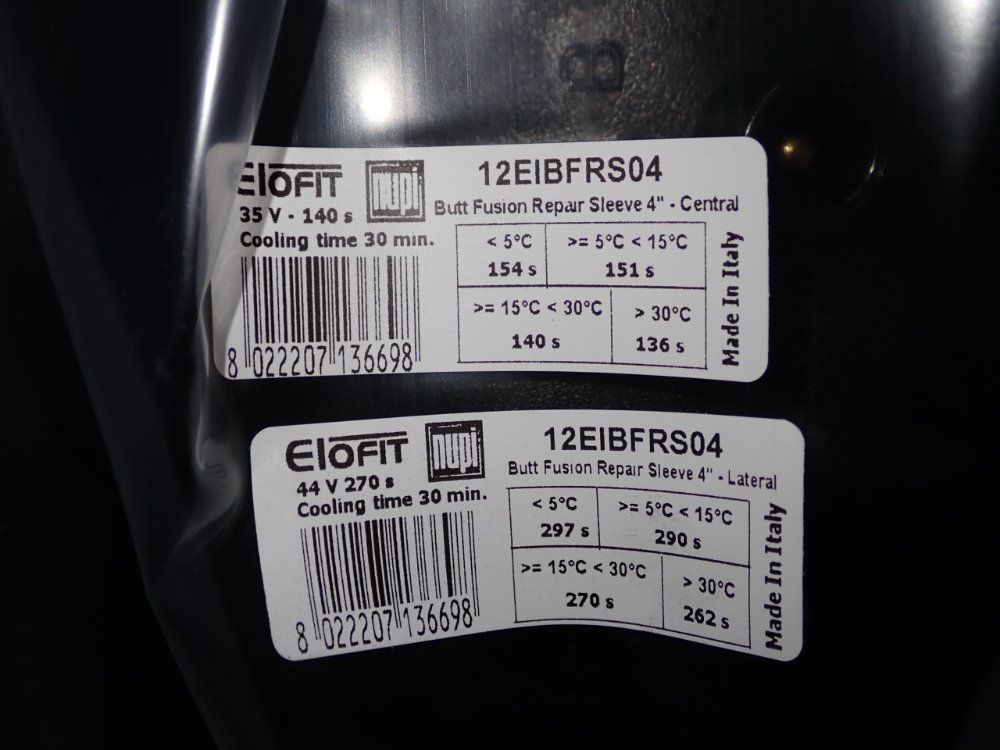 B
ElOFIT nupi
12EIBFRS04
35 V - 140 s
Butt Fusion Repair Sleeve 4" - Central
Cooling time 30 min.
< 5°C >= 5°C < 15°C
154 s 151 s
>= 15°C < 30°C > 30°C
140 s 136 s
Made In Italy
8 022207 136698
ElOFIT nupi
12EIBFRS04
44 V 270 s
Butt Fusion Repair Sleeve 4" - Lateral
Cooling time 30 min.
< 5°C >= 5°C < 15°C
297 s 290 s
>= 15°C < 30°C > 30°C
270 s 262 s
Made In Italy
8 022207 136698